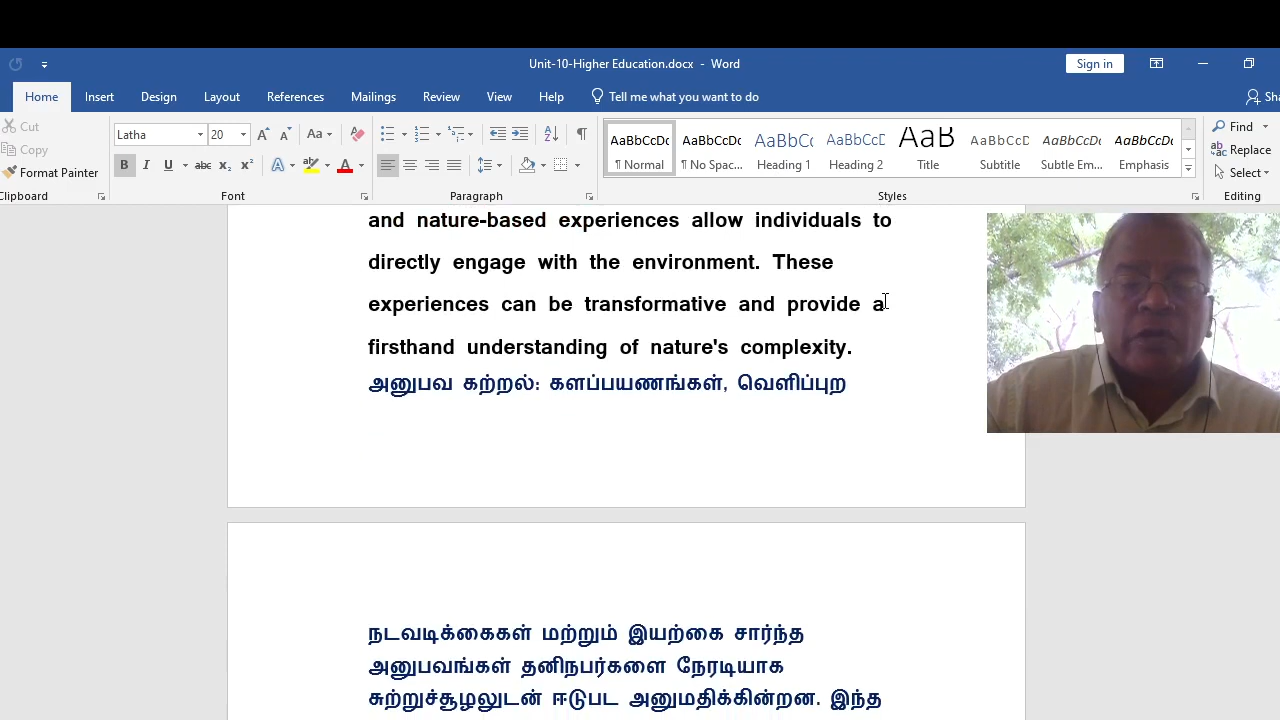 Unit-10-Higher Education.docx - Word
Sign in
Home Insert Design Layout References Mailings Review View Help Tell me what you want to do
Cut
Copy
Format Painter
Latha 20
Aa
B I U abc x₂ x² A A
AaBbCcDc AaBbCcDc AaBbC AaBbCcD AaB AaBbCcD AaBbCcDc AaBbCcDc
¶ Normal ¶ No Spac... Heading 1 Heading 2 Title Subtitle Subtle Em... Emphasis
Find
Replace
Select
Font Paragraph Styles Editing
and nature-based experiences allow individuals to
directly engage with the environment. These
experiences can be transformative and provide a
firsthand understanding of nature's complexity.
அனுபவ கற்றல்: களப்பயணங்கள், வெளிப்புற
நடவடிக்கைகள் மற்றும் இயற்கை சார்ந்த
அனுபவங்கள் தனிநபர்களை நேரடியாக
சுற்றுச்சூழலுடன் ஈடுபட அனுமதிக்கின்றன. இந்த